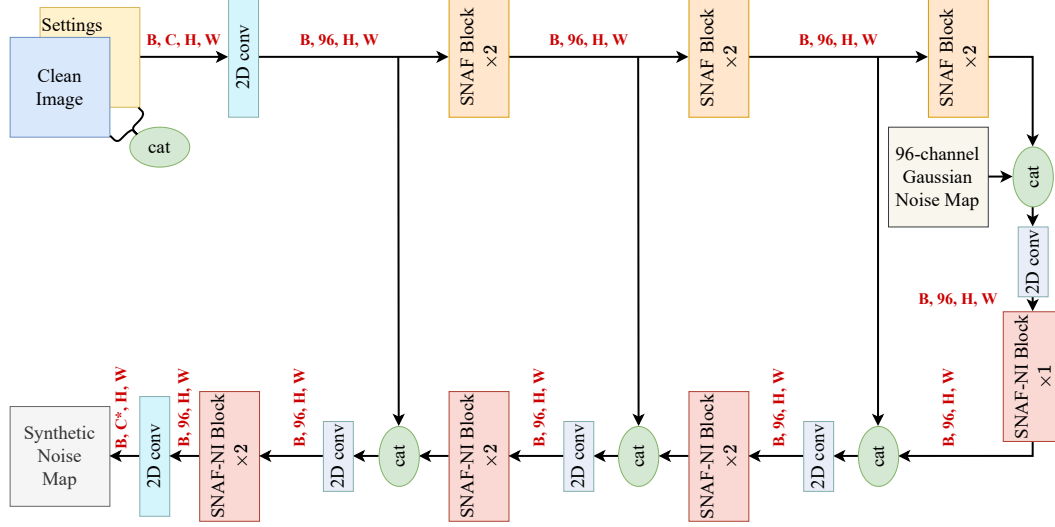 Settings
Clean
Image
cat
B, C, H, W
2D conv
B, 96, H, W
SNAF Block
×2
B, 96, H, W
SNAF Block
×2
B, 96, H, W
SNAF Block
×2
96-channel
Gaussian
Noise Map
cat
2D conv
B, 96, H, W
SNAF-NI Block
×1
B, 96, H, W
cat
2D conv
B, 96, H, W
SNAF-NI Block
×2
cat
2D conv
B, 96, H, W
SNAF-NI Block
×2
cat
2D conv
B, 96, H, W
SNAF-NI Block
×2
B, 96, H, W
2D conv
B, C*, H, W
Synthetic
Noise
Map